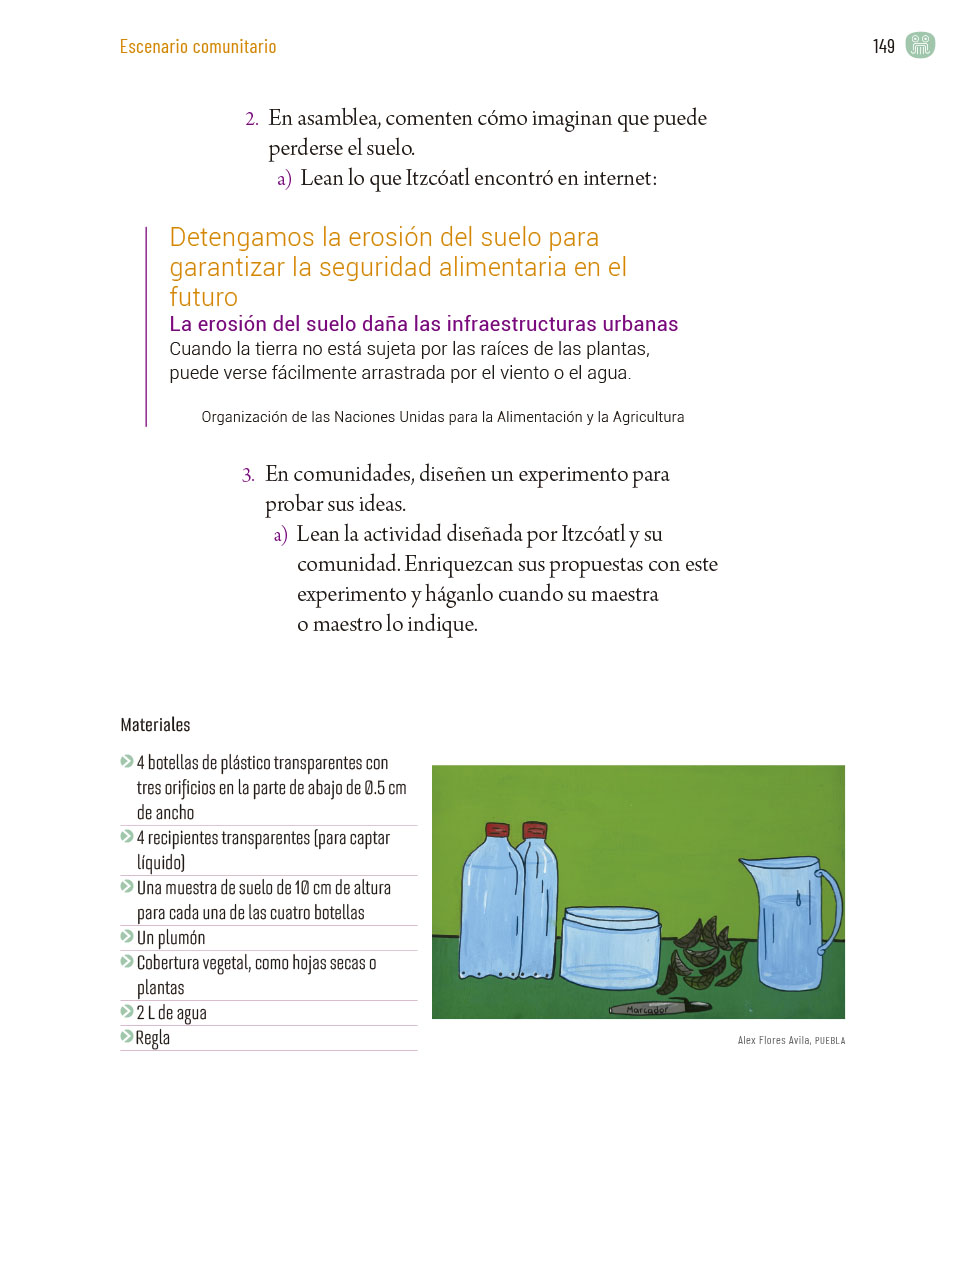 Escenario comunitario
149
2. En asamblea, comenten cómo imaginan que puede
perderse el suelo.
a) Lean lo que Itzcóatl encontró en internet:
Detengamos la erosión del suelo para
garantizar la seguridad alimentaria en el
futuro
La erosión del suelo daña las infraestructuras urbanas
Cuando la tierra no está sujeta por las raíces de las plantas,
puede verse fácilmente arrastrada por el viento o el agua.
Organización de las Naciones Unidas para la Alimentación y la Agricultura
3. En comunidades, diseñen un experimento para
probar sus ideas.
a) Lean la actividad diseñada por Itzcóatl y su
comunidad. Enriquezcan sus propuestas con este
experimento y háganlo cuando su maestra
o maestro lo indique.
Materiales
4 botellas de plástico transparentes con
tres orificios en la parte de abajo de 0.5 cm
de ancho
4 recipientes transparentes (para captar
líquido)
Una muestra de suelo de 10 cm de altura
para cada una de las cuatro botellas
Un plumón
Cobertura vegetal, como hojas secas o
plantas
2 L de agua
Regla
Marcador
Alex Flores Avila, PUEBLA